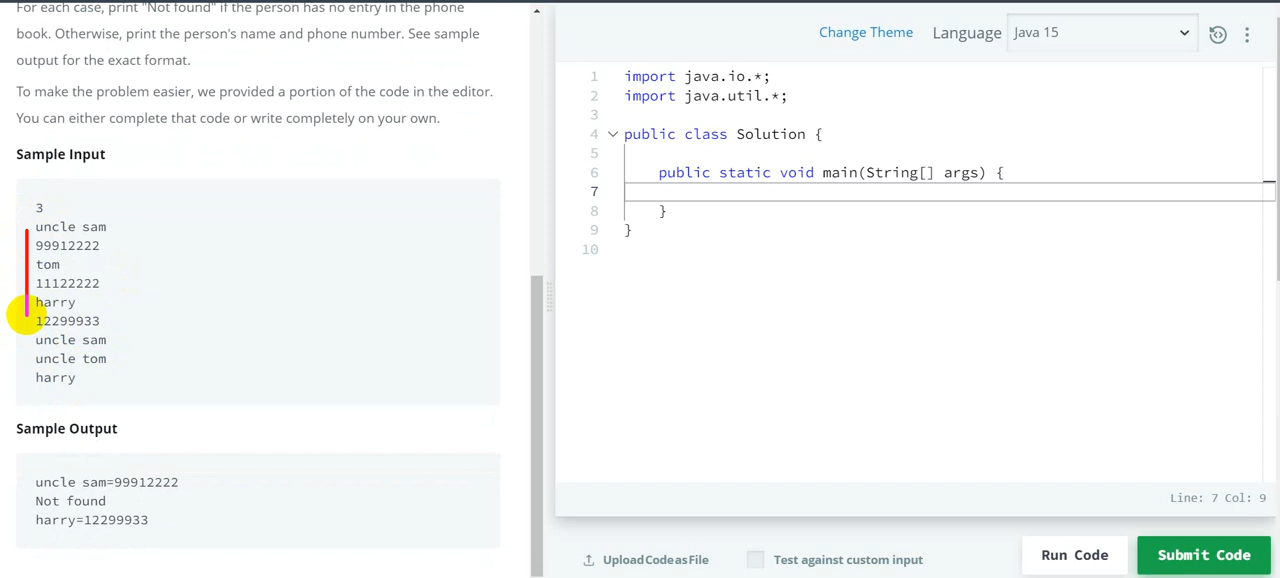 For each case, print "Not found" if the person has no entry in the phone
book. Otherwise, print the person's name and phone number. See sample
output for the exact format.
To make the problem easier, we provided a portion of the code in the editor.
You can either complete that code or write completely on your own.
Sample Input
3
uncle sam
99912222
tom
11122222
harry
12299933
uncle sam
uncle tom
harry
Sample Output
uncle sam=99912222
Not found
harry=12299933
Change Theme Language Java 15
1 import java.io.*;
2 import java.util.*;
3
4 public class Solution {
5
6 public static void main(String[] args) {
7
8 }
9 }
10
Line: 7 Col: 9
Upload Code as File Test against custom input Run Code Submit Code